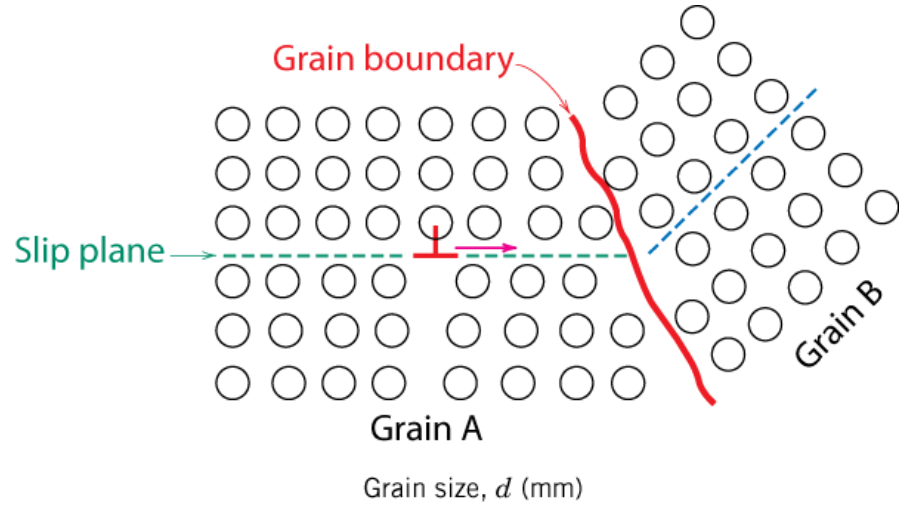 Grain boundary
Slip plane
Grain B
Grain A
Grain size, d (mm)